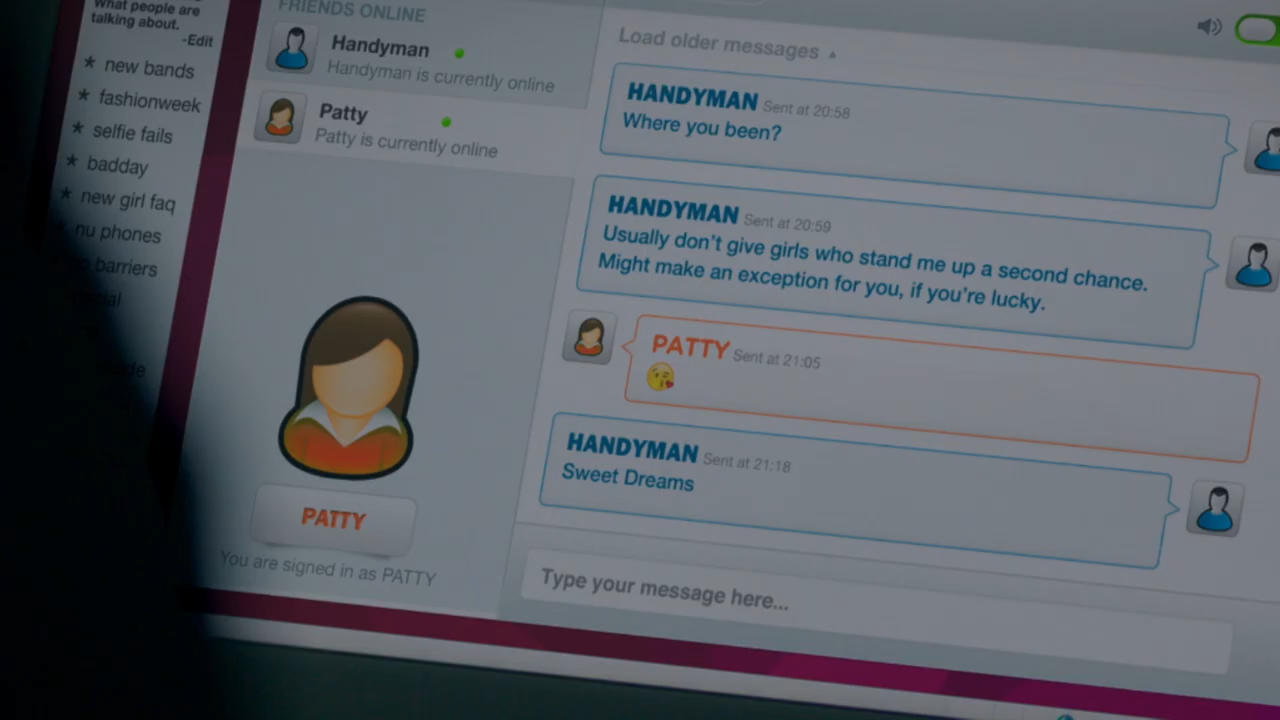 What people are
talking about.
-Edit
* new bands
* fashionweek
* selfie fails
* badday
* new girl faq
nu phones
barriers
FRIENDS ONLINE
Handyman
Handyman is currently online
Patty
Patty is currently online
PATTY
You are signed in as PATTY
Load older messages
HANDYMAN Sent at 20:58
Where you been?
HANDYMAN Sent at 20:59
Usually don't give girls who stand me up a second chance.
Might make an exception for you, if you're lucky.
PATTY Sent at 21:05
😘
HANDYMAN Sent at 21:18
Sweet Dreams
Type your message here...